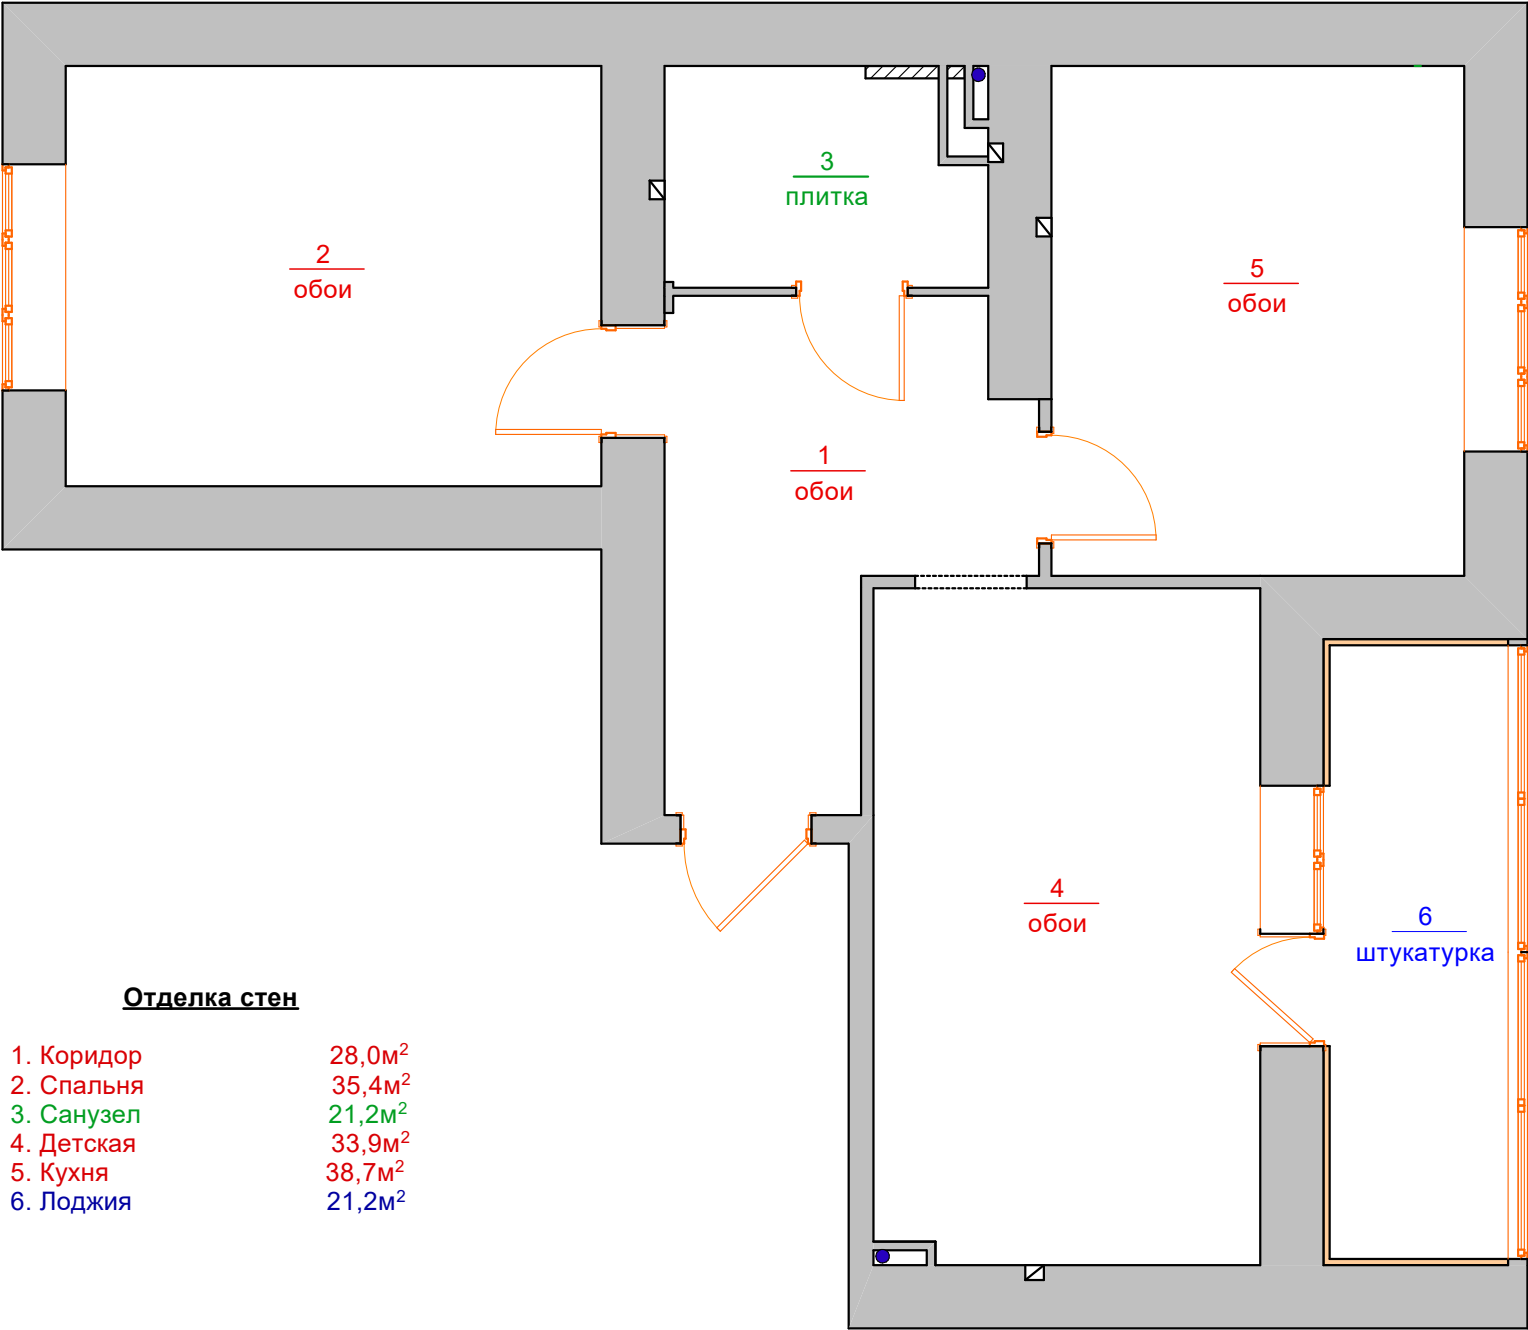 3
плитка
2
обои
5
обои
1
обои
4
обои
6
штукатурка
Отделка стен
1. Коридор 28,0м²
2. Спальня 35,4м²
3. Санузел 21,2м²
4. Детская 33,9м²
5. Кухня 38,7м²
6. Лоджия 21,2м²